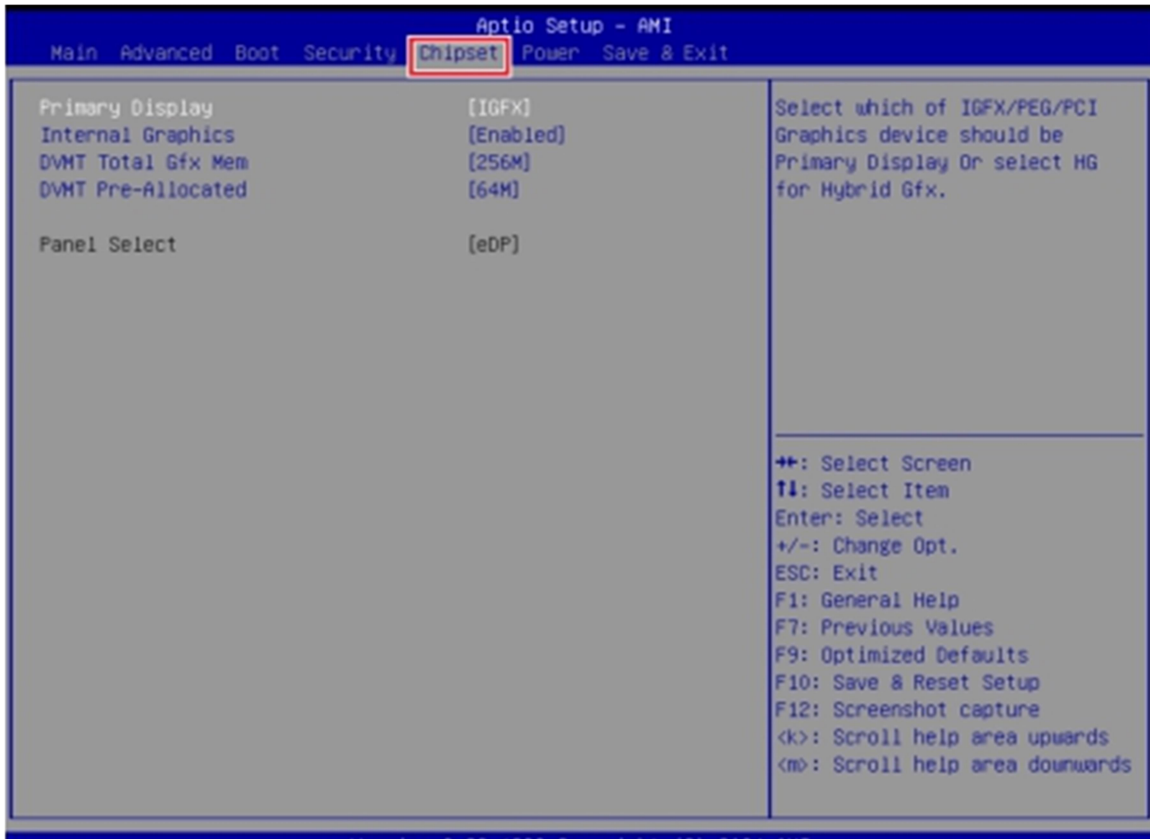 Aptio Setup - AMI
Main Advanced Boot Security Chipset Power Save & Exit
Primary Display [IGFX]
Internal Graphics [Enabled]
DVMT Total Gfx Mem [256M]
DVMT Pre-Allocated [64M]
Panel Select [eDP]
Select which of IGFX/PEG/PCI
Graphics device should be
Primary Display Or select HG
for Hybrid Gfx.
→←: Select Screen
↑↓: Select Item
Enter: Select
+/-: Change Opt.
ESC: Exit
F1: General Help
F7: Previous Values
F9: Optimized Defaults
F10: Save & Reset Setup
F12: Screenshot capture
<k>: Scroll help area upwards
<m>: Scroll help area downwards